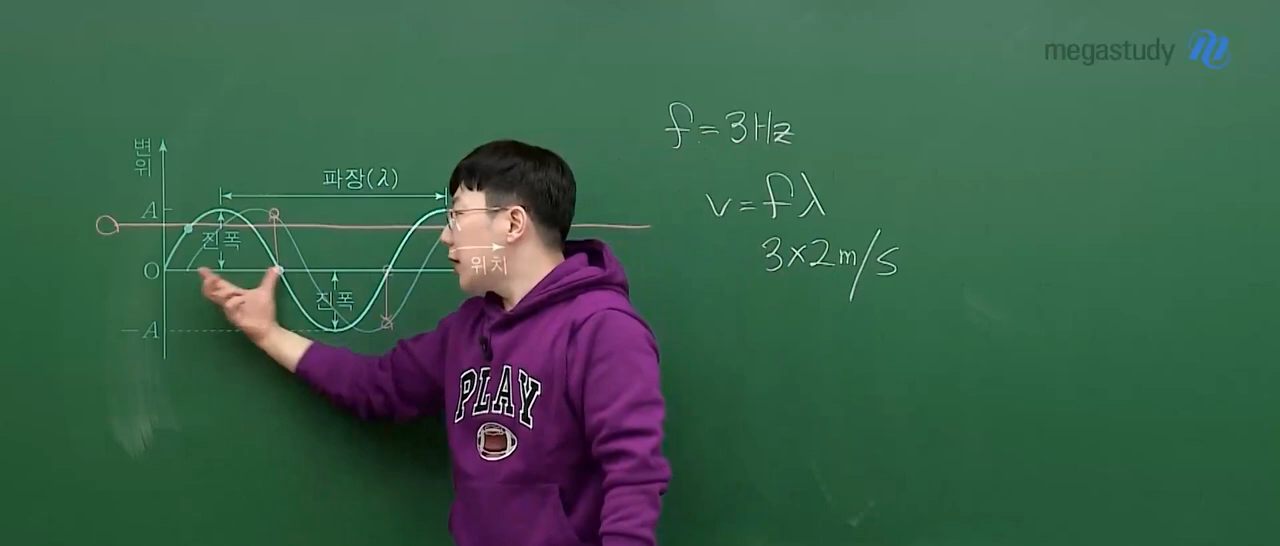 megastudy
f=3Hz
v=fλ
3×2m/s
변위
파장(λ)
A
진폭
O
위치
진폭
-A
PLAY